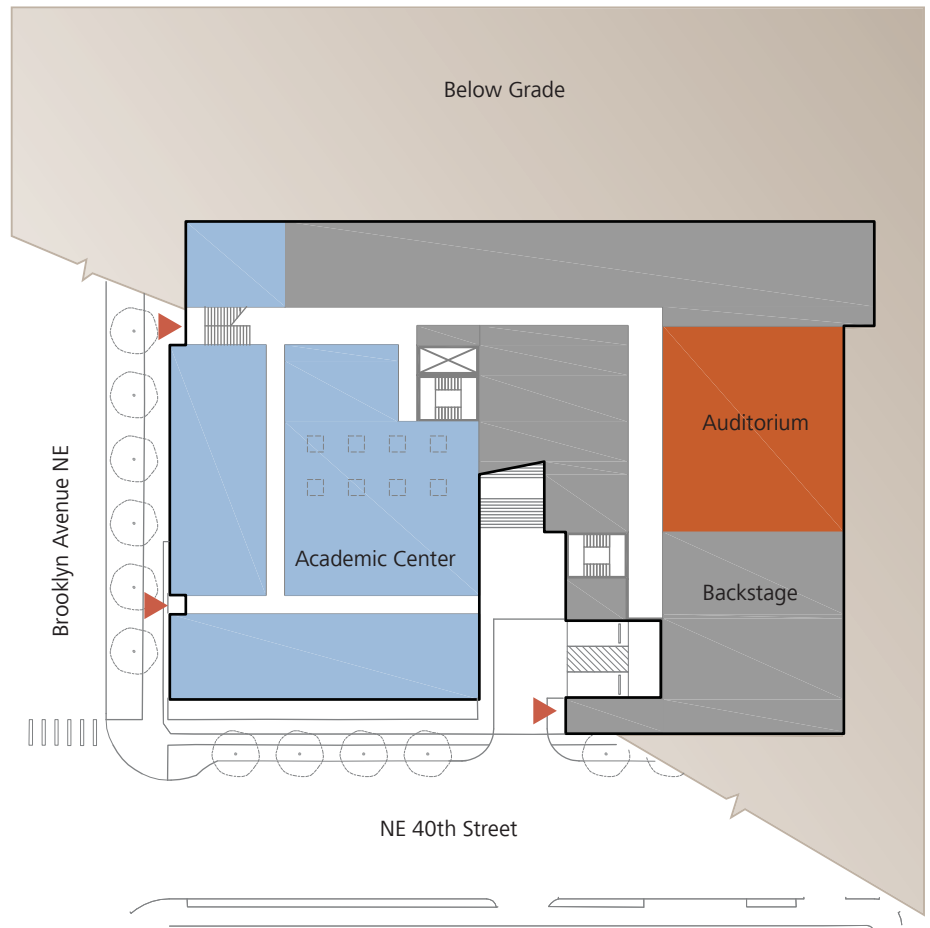 Below Grade
Auditorium
Brooklyn Avenue NE
Academic Center
Backstage
NE 40th Street